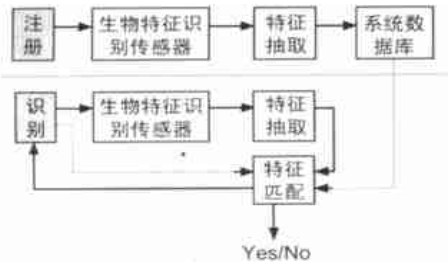 注
册
生物特征识
别传感器
特征
抽取
系统数
据库
识
别
生物特征识
别传感器
特征
抽取
特征
匹配
Yes/No